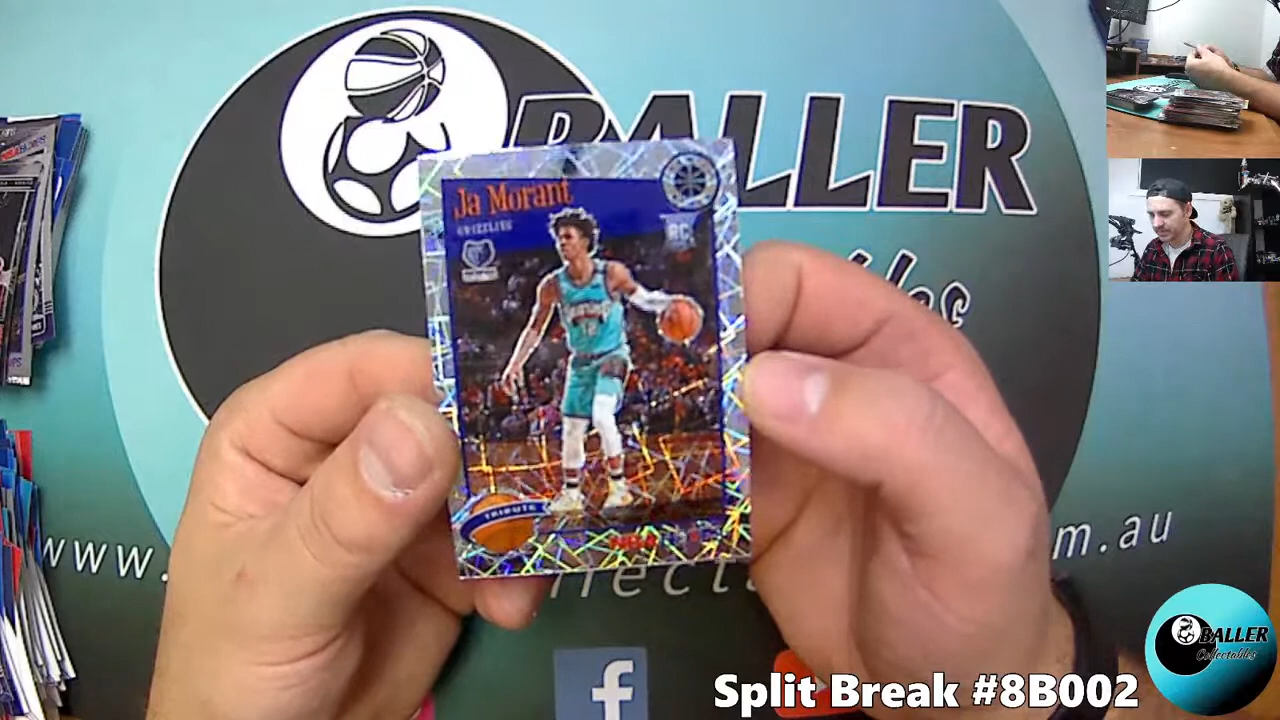 BALLER
Ja Morant
GRIZZLIES
RC
TRIBUTE
www.
m.au
Split Break #8B002
BALLER
Collectables